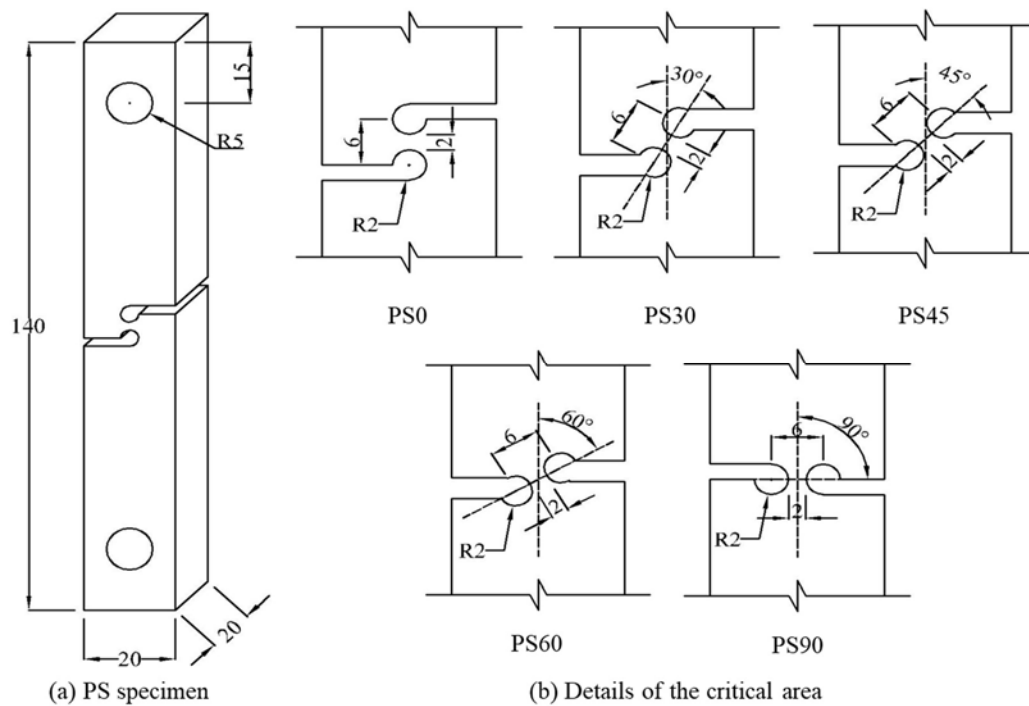 15
R5
140
20
20
(a) PS specimen
6
2
R2
PS0
30°
6
2
R2
PS30
45°
6
2
R2
PS45
60°
6
2
R2
PS60
90°
6
2
R2
PS90
(b) Details of the critical area